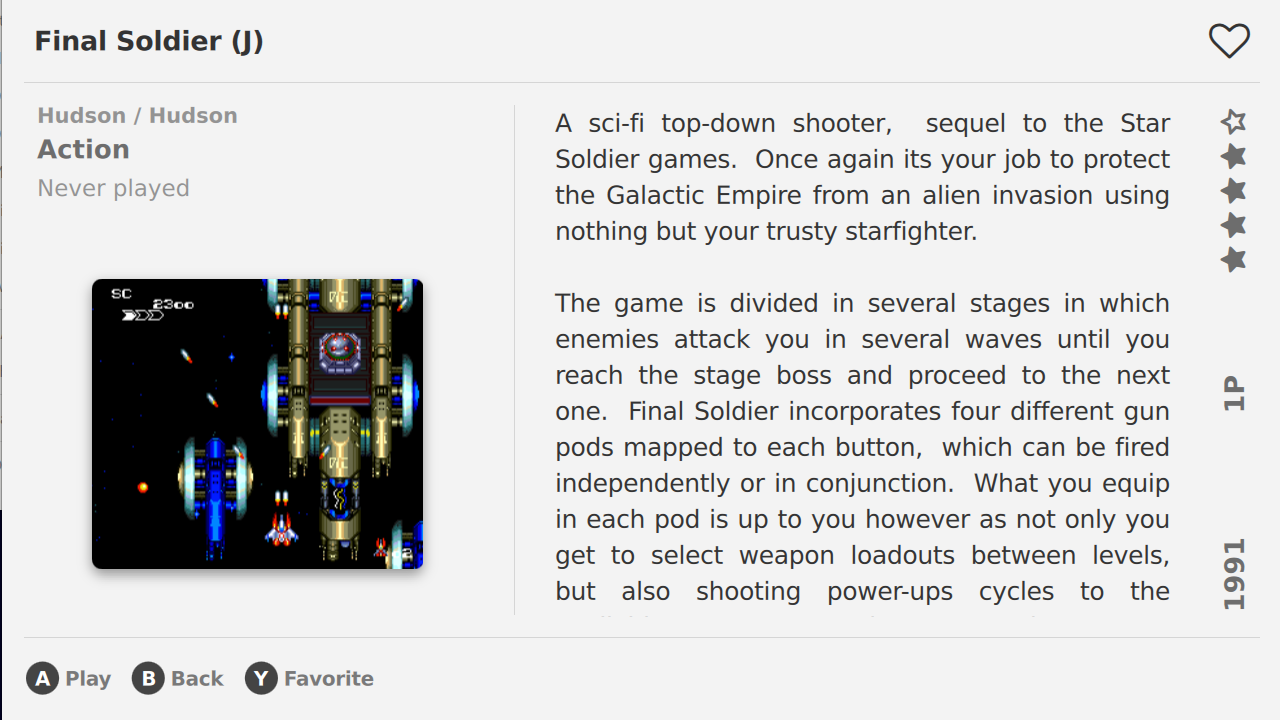 Final Soldier (J)
Hudson / Hudson
Action
Never played
SC
2300
A sci-fi top-down shooter,  sequel to the Star
Soldier games.  Once again its your job to protect
the Galactic Empire from an alien invasion using
nothing but your trusty starfighter.
The game is divided in several stages in which
enemies attack you in several waves until you
reach the stage boss and proceed to the next
one.  Final Soldier incorporates four different gun
pods mapped to each button,  which can be fired
independently or in conjunction.  What you equip
in each pod is up to you however as not only you
get to select weapon loadouts between levels,
but also shooting power-ups cycles to the
1P
1991
A Play
B Back
Y Favorite